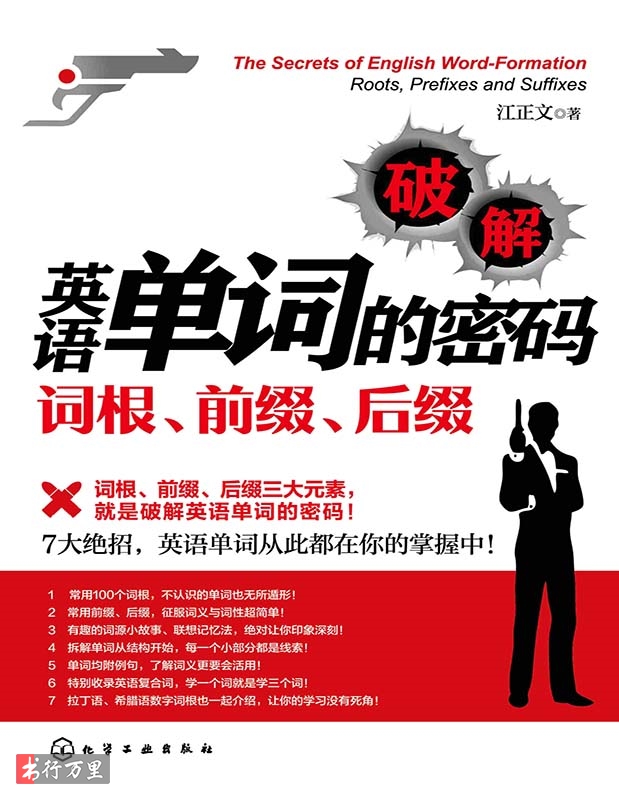 The Secrets of English Word-Formation
Roots, Prefixes and Suffixes
江正文◎著
破解
英语单词的密码
词根、前缀、后缀
词根、前缀、后缀三大元素，
就是破解英语单词的密码！
7大绝招，英语单词从此都在你的掌握中！
1 常用100个词根，不认识的单词也无所遁形！
2 常用前缀、后缀，征服词义与词性超简单！
3 有趣的词源小故事、联想记忆法，绝对让你印象深刻！
4 拆解单词从结构开始，每一个小部分都是线索！
5 单词均附例句，了解词义更要会活用！
6 特别收录英语复合词，学一个词就是学三个词！
7 拉丁语、希腊语数字词根也一起介绍，让你的学习没有死角！
化学工业出版社
书行万里